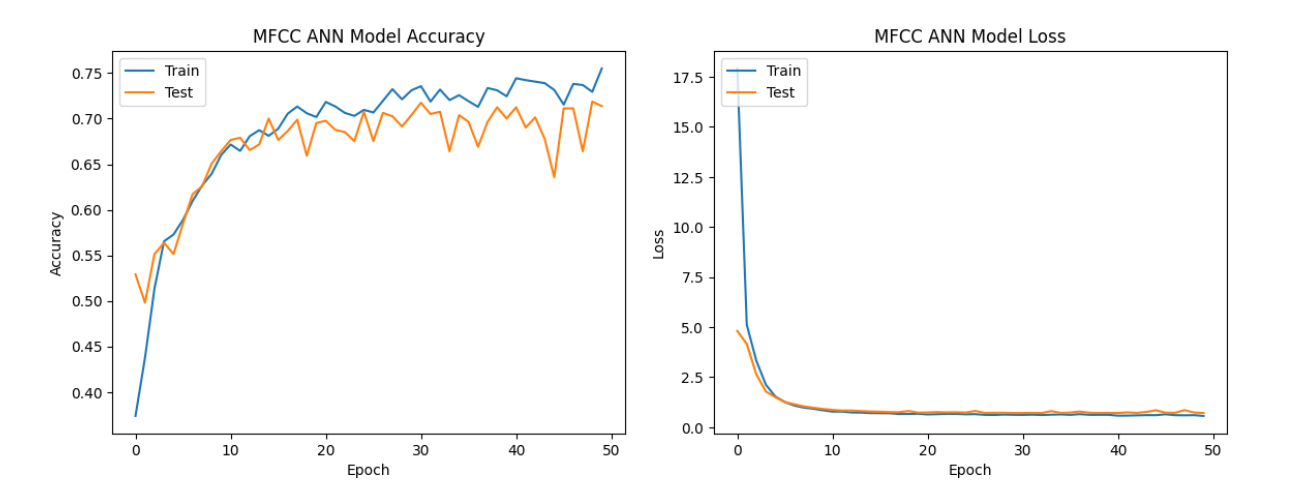 MFCC ANN Model Accuracy
Train
Test
0.75
0.70
0.65
0.60
0.55
0.50
0.45
0.40
Accuracy
0 10 20 30 40 50
Epoch
MFCC ANN Model Loss
Train
Test
17.5
15.0
12.5
10.0
7.5
5.0
2.5
0.0
Loss
0 10 20 30 40 50
Epoch